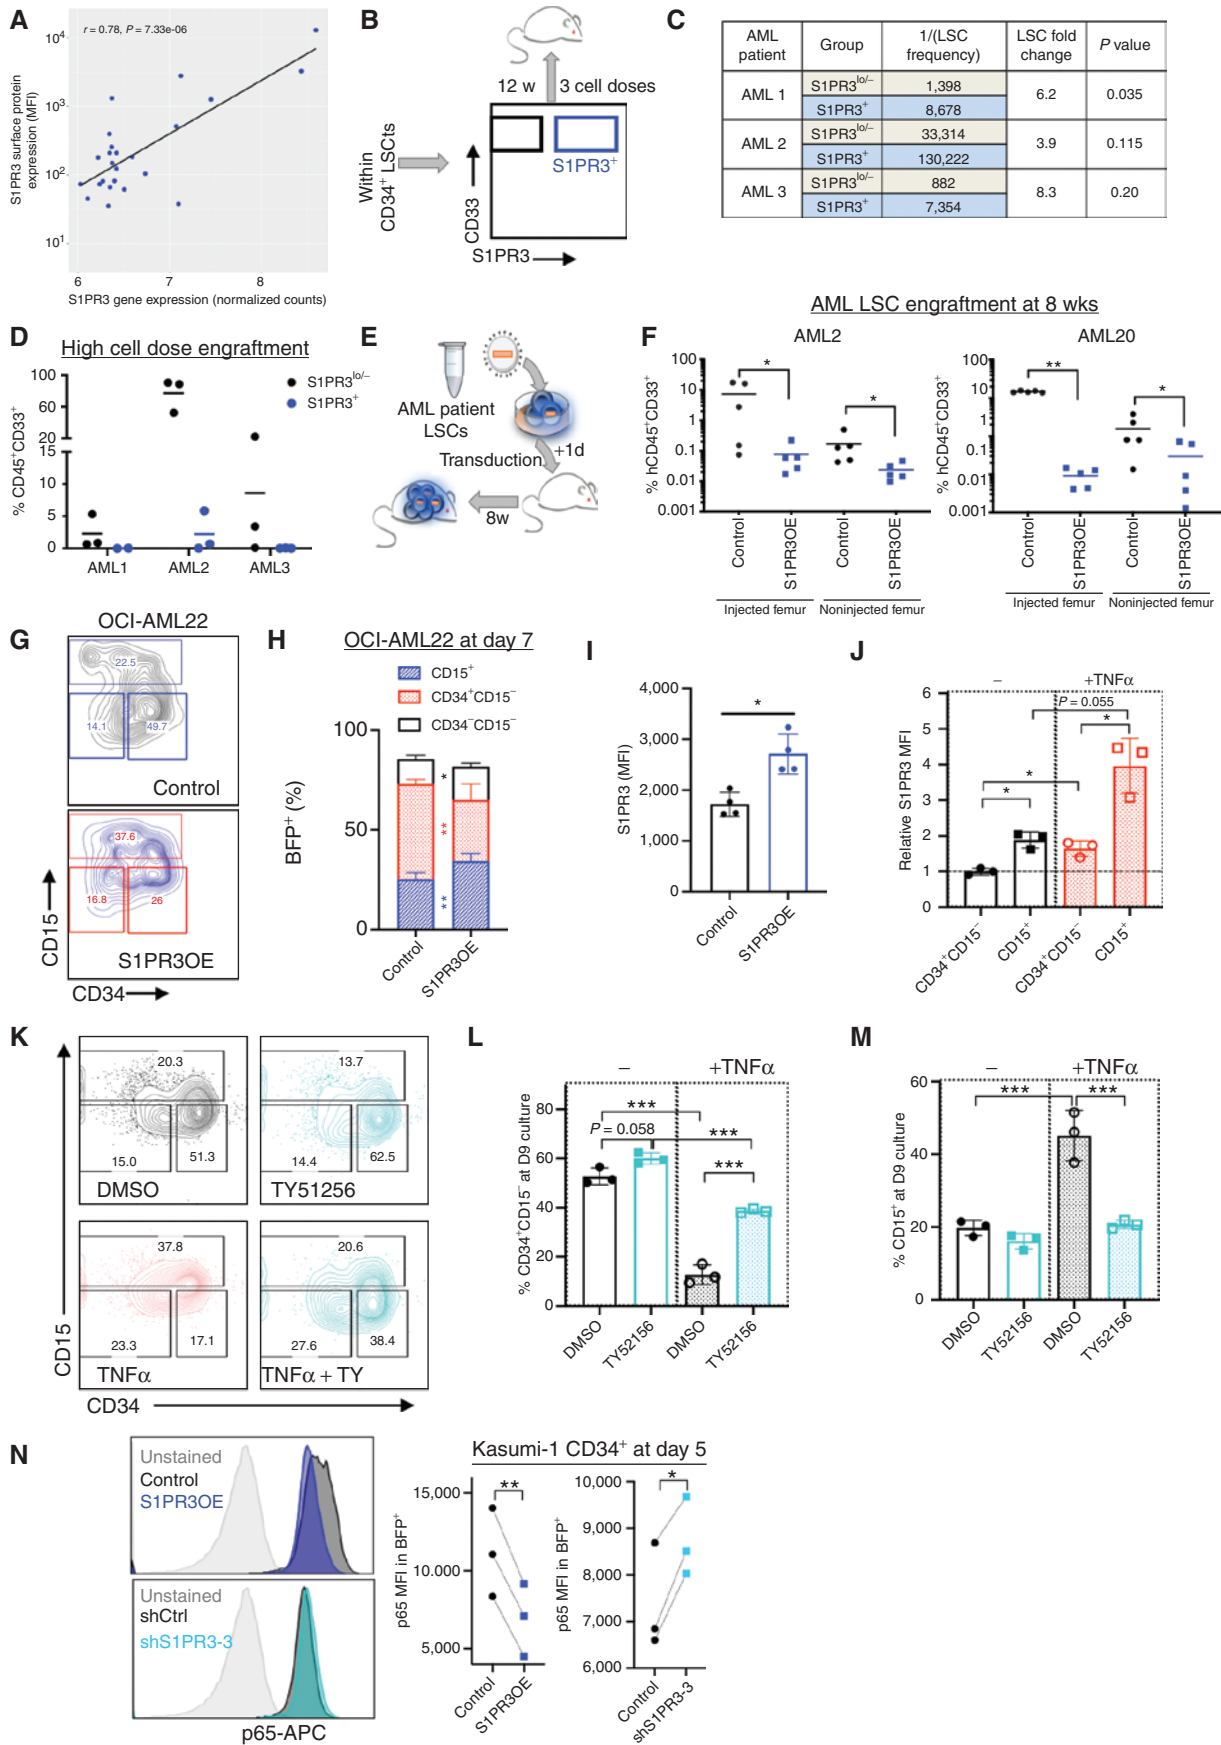 A
r = 0.78, P = 7.33e-06
S1PR3 surface protein
expression (MFI)
10⁴
10³
10²
10¹
6 7 8
S1PR3 gene expression (normalized counts)
B
12 w 3 cell doses
Within
CD34⁺ LSCts
CD33
S1PR3⁺
S1PR3
C
AML patient Group 1/(LSC frequency) LSC fold change P value
AML 1 S1PR3lo/– 1,398 6.2 0.035
S1PR3⁺ 8,678
AML 2 S1PR3lo/– 33,314 3.9 0.115
S1PR3⁺ 130,222
AML 3 S1PR3lo/– 882 8.3 0.20
S1PR3⁺ 7,354
D
High cell dose engraftment
% CD45⁺CD33⁺
100
60
20
15
10
5
0
S1PR3lo/–
S1PR3⁺
AML1 AML2 AML3
E
AML patient
LSCs
Transduction
+1d
8w
AML LSC engraftment at 8 wks
F
AML2
% hCD45⁺CD33⁺
100
10
1
0.1
0.01
0.001
* *
Control
S1PR3OE
Control
S1PR3OE
Injected femur Noninjected femur
AML20
% hCD45⁺CD33⁺
100
10
1
0.1
0.01
0.001
** *
Control
S1PR3OE
Control
S1PR3OE
Injected femur Noninjected femur
G
OCI-AML22
22.5
14.1 49.7
Control
37.6
16.8 26
S1PR3OE
CD15
CD34
H
OCI-AML22 at day 7
CD15⁺
CD34⁺CD15⁻
CD34⁻CD15⁻
BFP⁺ (%)
100
50
0
*
**
**
Control
S1PR3OE
I
S1PR3 (MFI)
4,000
3,000
2,000
1,000
0
*
Control
S1PR3OE
J
– +TNFα
Relative S1PR3 MFI
6
5
4
3
2
1
0
P = 0.055
*
*
*
CD34⁺CD15⁻
CD15⁺
CD34⁺CD15⁻
CD15⁺
K
20.3
15.0 51.3
DMSO
13.7
14.4 62.5
TY51256
37.8
23.3 17.1
TNFα
20.6
27.6 38.4
TNFα + TY
CD15
CD34
L
– +TNFα
% CD34⁺CD15⁻ at D9 culture
80
60
40
20
0
***
P = 0.058
***
***
DMSO
TY52156
DMSO
TY52156
M
– +TNFα
% CD15⁺ at D9 culture
60
40
20
0
*** ***
DMSO
TY52156
DMSO
TY52156
N
Unstained
Control
S1PR3OE
Unstained
shCtrl
shS1PR3-3
p65-APC
Kasumi-1 CD34⁺ at day 5
p65 MFI in BFP⁺
15,000
10.000
5,000
**
Control
S1PR3OE
p65 MFI in BFP⁺
10,000
9,000
8,000
7,000
6,000
*
Control
shS1PR3-3